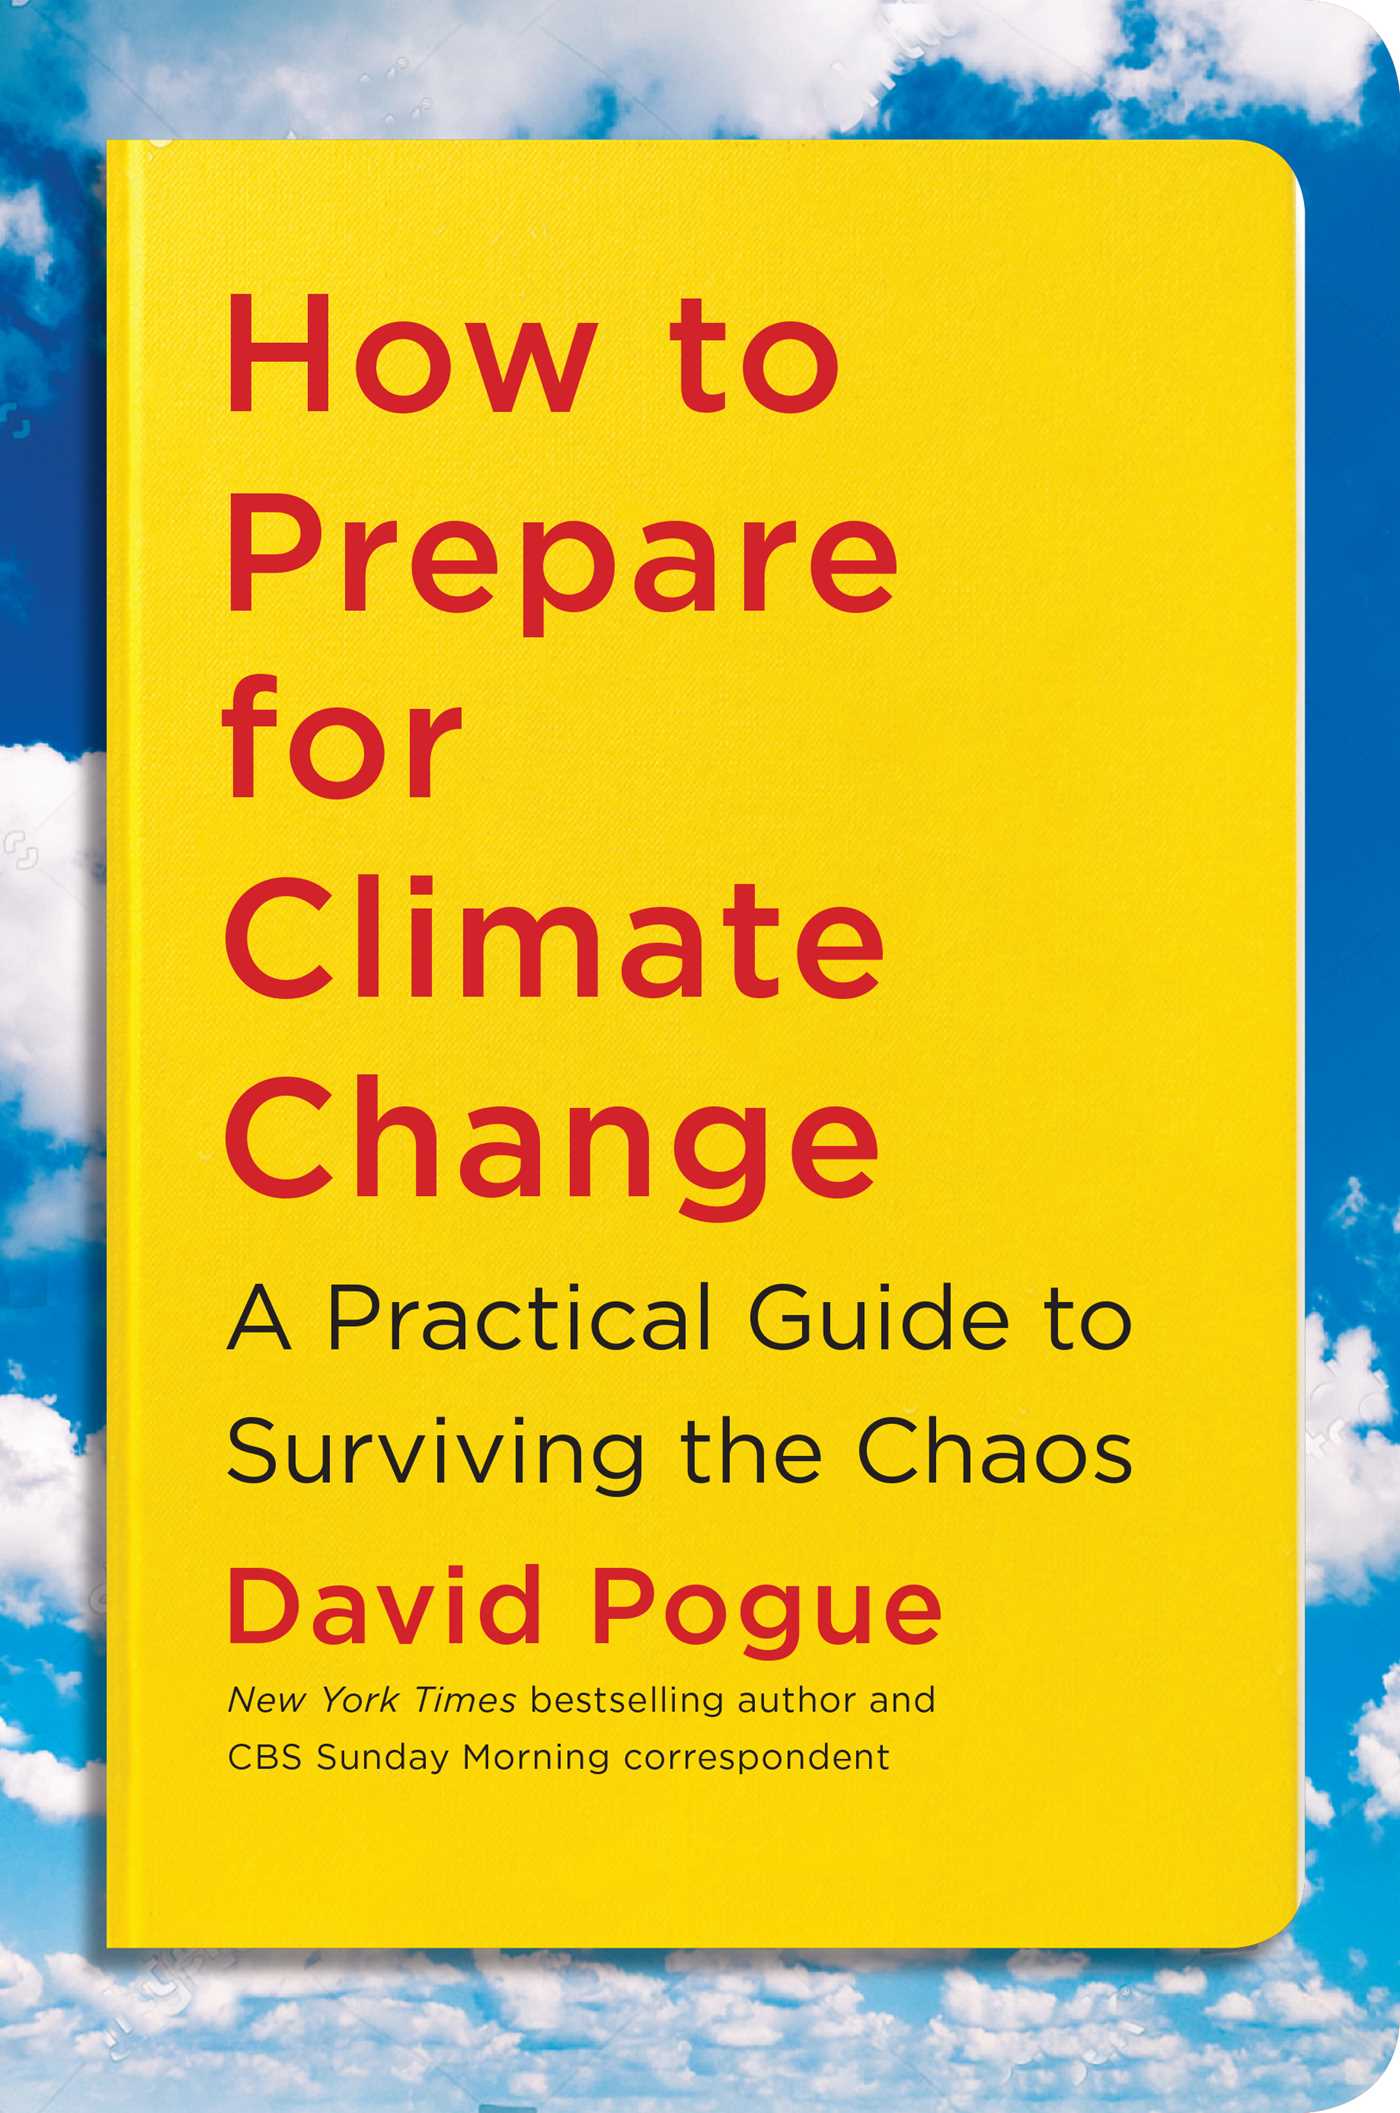 How to
Prepare
for
Climate
Change
A Practical Guide to
Surviving the Chaos
David Pogue
New York Times bestselling author and
CBS Sunday Morning correspondent